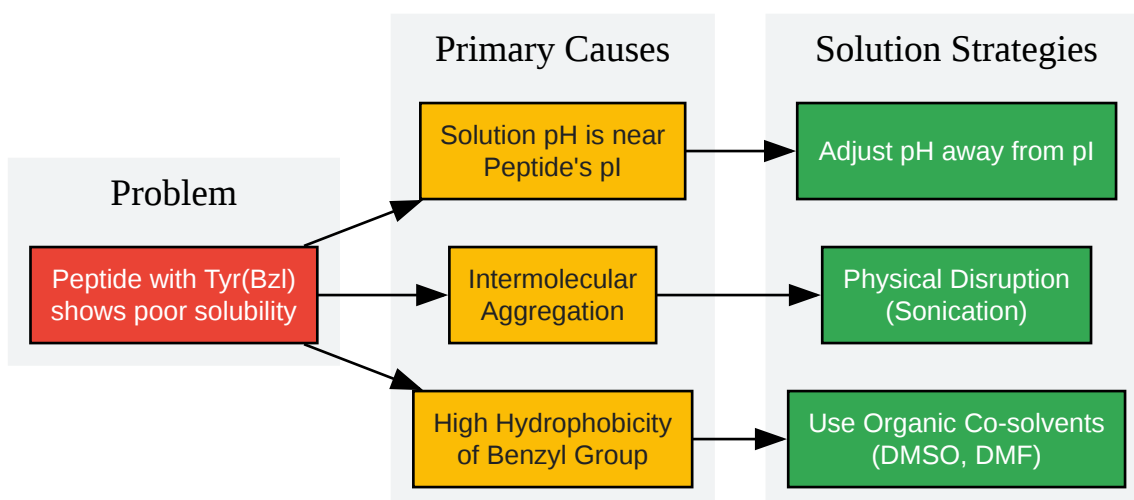 Problem
Peptide with Tyr(Bzl)
shows poor solubility
Primary Causes
Solution pH is near
Peptide's pI
Intermolecular
Aggregation
High Hydrophobicity
of Benzyl Group
Solution Strategies
Adjust pH away from pI
Physical Disruption
(Sonication)
Use Organic Co-solvents
(DMSO, DMF)